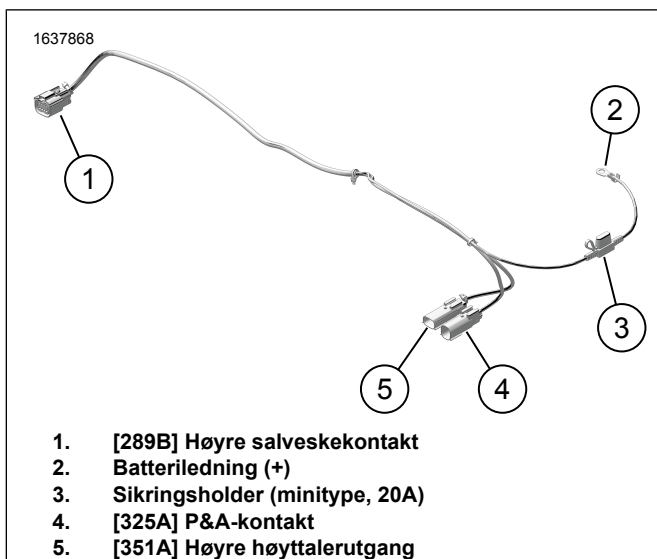 1637868
1
2
3
4
5
1. [289B] Høyre salveskekontakt
2. Batteriledning (+)
3. Sikringsholder (minitype, 20A)
4. [325A] P&A-kontakt
5. [351A] Høyre høyttalerutgang